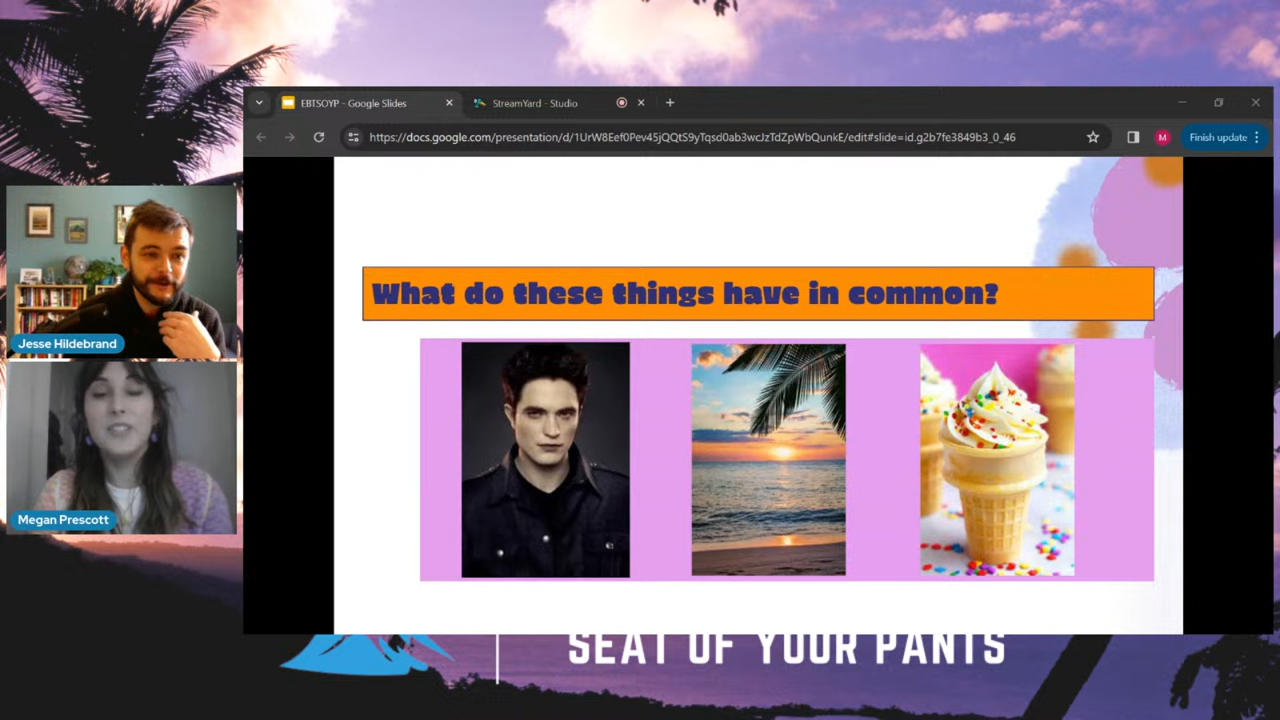 EBTSOYP - Google Slides
StreamYard - Studio
https://docs.google.com/presentation/d/1UrW8Eef0Pev45jQQtS9yTqsd0ab3wcJzTdZpWbQunkE/edit#slide=id.g2b7fe3849b3_0_46
M
Finish update
What do these things have in common?
Jesse Hildebrand
Megan Prescott
SEAT OF YOUR PANTS